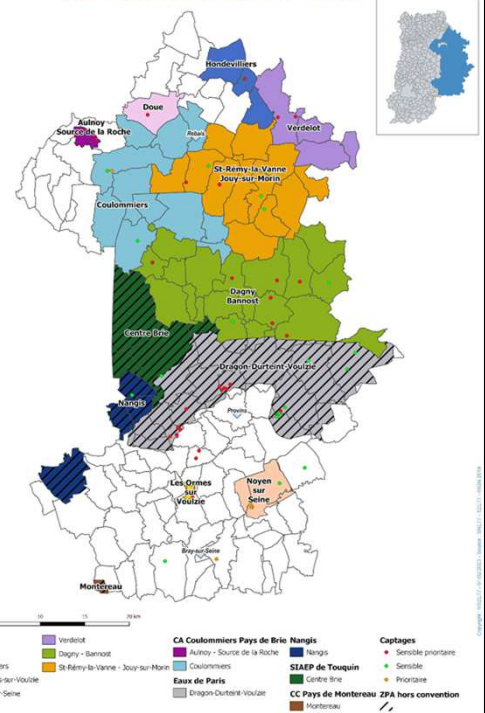 Hondevilliers
Doue
Aulnoy
Source de la Roche
Rebais
Verdelot
St-Rémy-la-Vanne
Jouy-sur-Morin
Coulommiers
Dagny
Bannost
Centre Brie
Dragon-Durteint-Voulzie
Nangis
Provins
Les Ormes
sur
Voulzie
Noyen
sur
Seine
Bray-sur-Seine
Montereau
10 15 20 km
Verdelot
Dagny - Bannost
St-Rémy-la-Vanne - Jouy-sur-Morin
ers
s-sur-Voulzie
-Seine
CA Coulommiers Pays de Brie
Aulnoy - Source de la Roche
Coulommiers
Eaux de Paris
Dragon-Durteint-Voulzie
Nangis
Nangis
SIAEP de Touquin
Centre Brie
CC Pays de Montereau
Montereau
Captages
Sensible prioritaire
Sensible
Prioritaire
ZPA hors convention